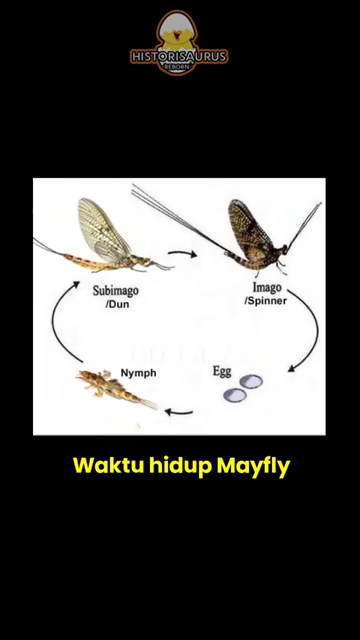 HISTORISAURUS
REBORN
Subimago
/Dun
Imago
/Spinner
Nymph
Egg
Waktu hidup Mayfly